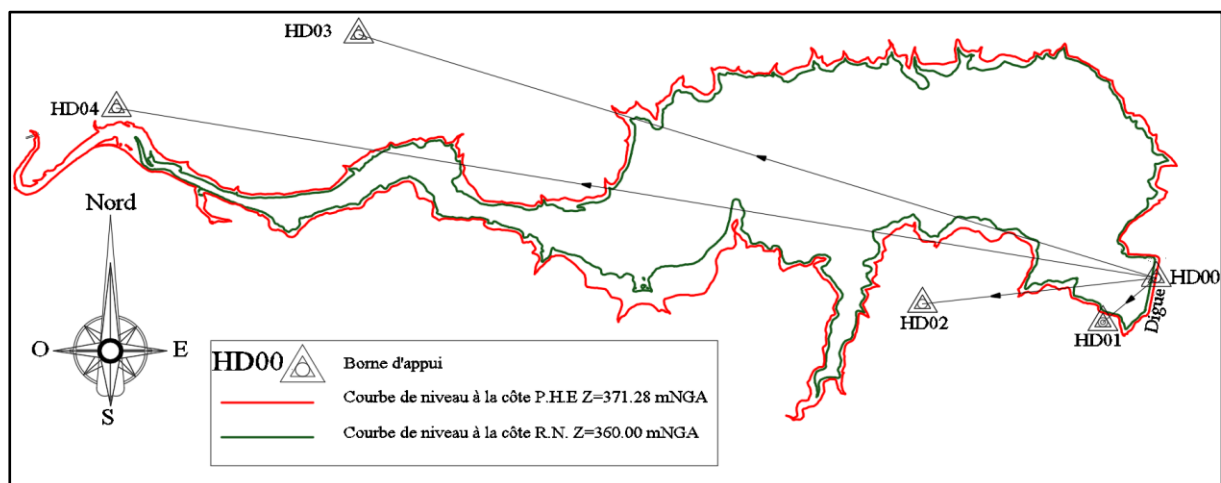 HD03
HD04
Nord
O
E
S
HD00
HD02
HD01
Digue
HD00
Borne d'appui
Courbe de niveau à la côte P.H.E Z=371.28 mNGA
Courbe de niveau à la côte R.N. Z=360.00 mNGA